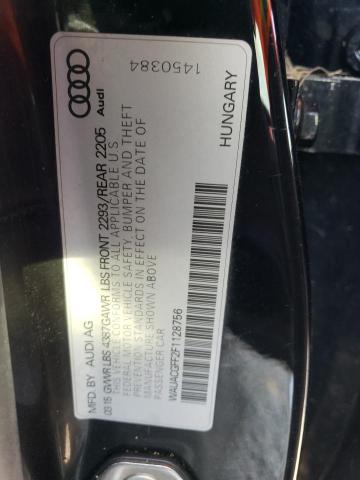 MFD. BY AUDI AG
03/15 GVWR LBS 4387 GAWR LBS FRONT 2293/REAR 2205
THIS VEHICLE CONFORMS TO ALL APPLICABLE U S
FEDERAL MOTOR VEHICLE SAFETY, BUMPER AND THEFT
PREVENTION STANDARDS IN EFFECT ON THE DATE OF
MANUFACTURE SHOWN ABOVE
PASSENGER CAR
WAUACGFF2F1128756
Audi
1450384
HUNGARY